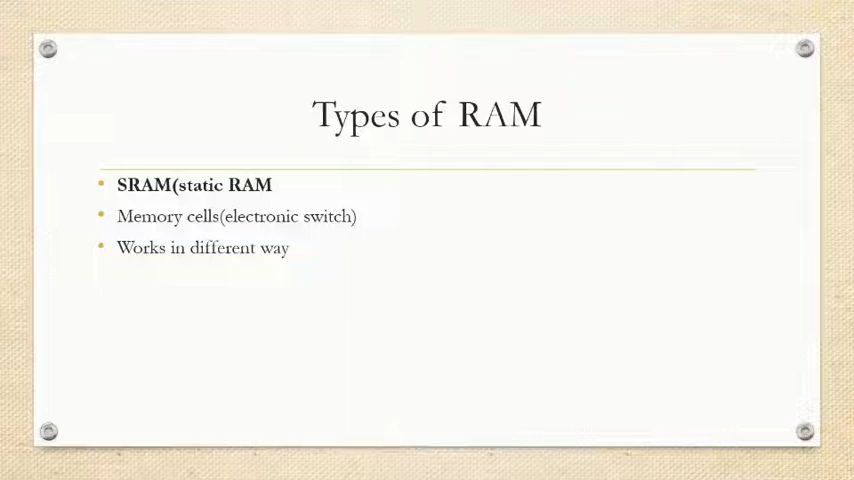 Types of RAM
SRAM(static RAM
Memory cells(electronic switch)
Works in different way